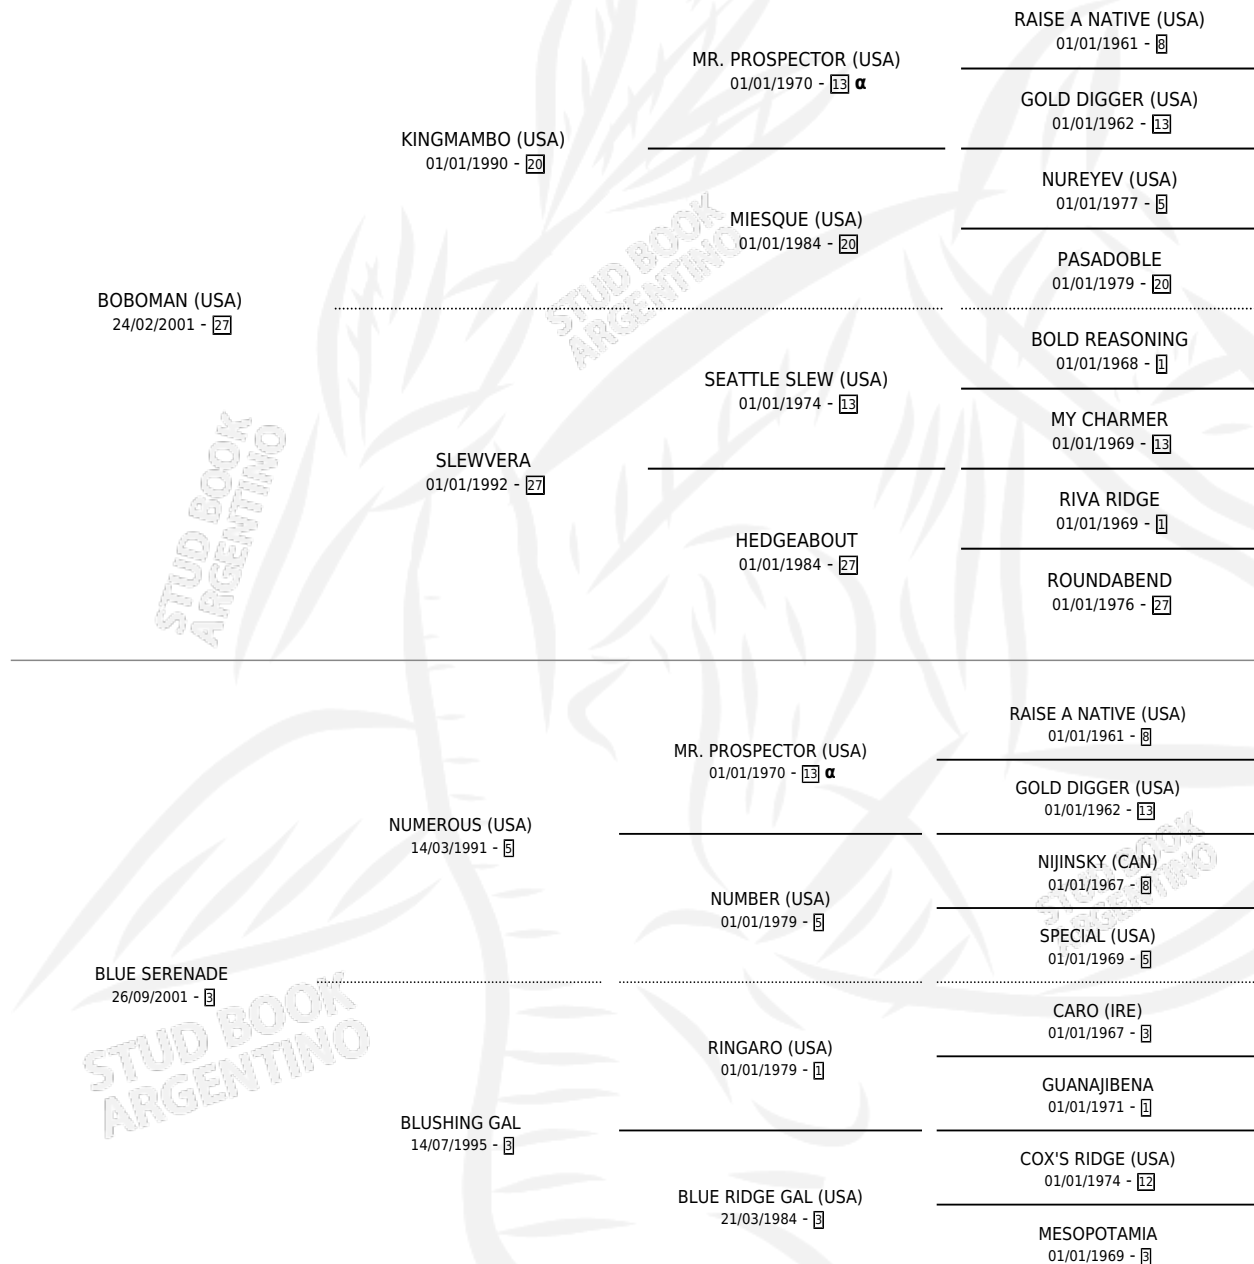 RAISE A NATIVE (USA)
01/01/1961 - 8
MR. PROSPECTOR (USA)
01/01/1970 - 13 α
GOLD DIGGER (USA)
01/01/1962 - 13
KINGMAMBO (USA)
01/01/1990 - 20
NUREYEV (USA)
01/01/1977 - 5
MIESQUE (USA)
01/01/1984 - 20
PASADOBLE
01/01/1979 - 20
BOBOMAN (USA)
24/02/2001 - 27
BOLD REASONING
01/01/1968 - 1
SEATTLE SLEW (USA)
01/01/1974 - 13
MY CHARMER
01/01/1969 - 13
SLEWVERA
01/01/1992 - 27
RIVA RIDGE
01/01/1969 - 1
HEDGEABOUT
01/01/1984 - 27
ROUNDABEND
01/01/1976 - 27
RAISE A NATIVE (USA)
01/01/1961 - 8
MR. PROSPECTOR (USA)
01/01/1970 - 13 α
GOLD DIGGER (USA)
01/01/1962 - 13
NUMEROUS (USA)
14/03/1991 - 5
NIJINSKY (CAN)
01/01/1967 - 8
NUMBER (USA)
01/01/1979 - 5
SPECIAL (USA)
01/01/1969 - 5
BLUE SERENADE
26/09/2001 - 3
CARO (IRE)
01/01/1967 - 3
RINGARO (USA)
01/01/1979 - 1
GUANAJIBENA
01/01/1971 - 1
BLUSHING GAL
14/07/1995 - 3
COX'S RIDGE (USA)
01/01/1974 - 12
BLUE RIDGE GAL (USA)
21/03/1984 - 3
MESOPOTAMIA
01/01/1969 - 3
STUD BOOK
ARGENTINO
STUD BOOK
ARGENTINO
STUD BOOK
ARGENTINO
STUD BOOK
ARGENTINO